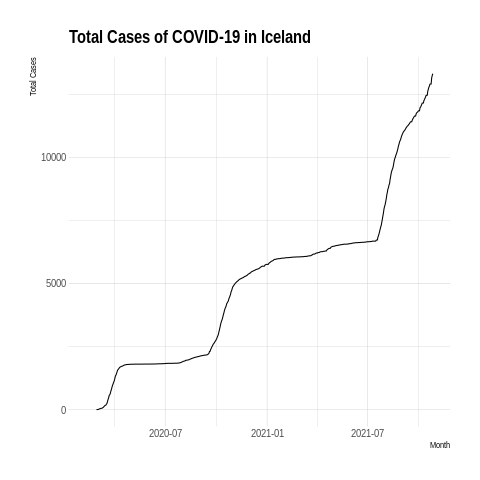 Total Cases of COVID-19 in Iceland
Total Cases
10000
5000
0
2020-07
2021-01
2021-07
Month